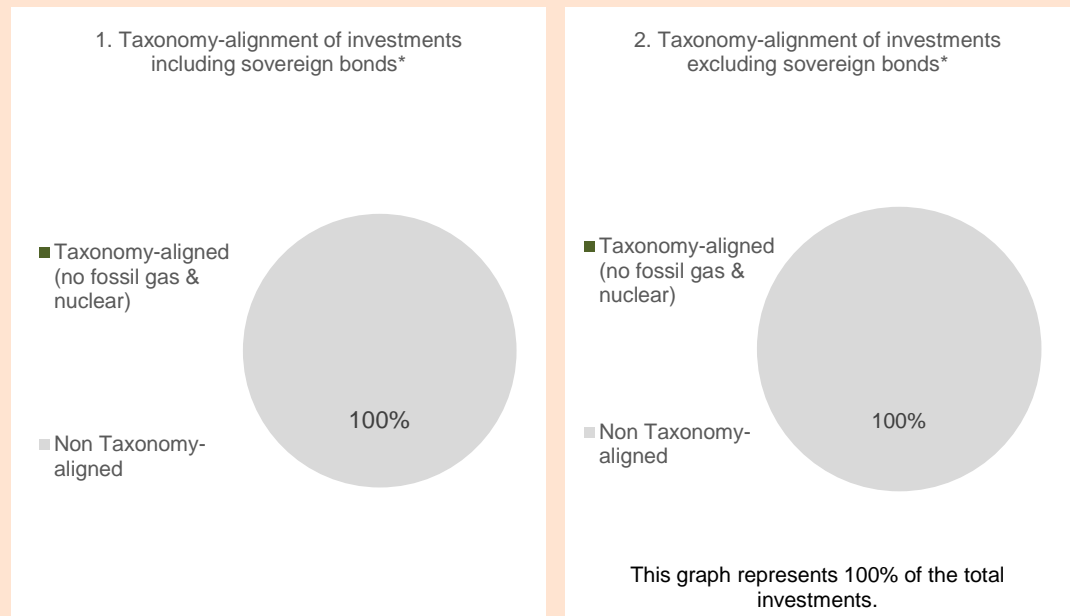 1. Taxonomy-alignment of investments
including sovereign bonds*
Taxonomy-aligned
(no fossil gas &
nuclear)
Non Taxonomy-
aligned
100%
2. Taxonomy-alignment of investments
excluding sovereign bonds*
Taxonomy-aligned
(no fossil gas &
nuclear)
Non Taxonomy-
aligned
100%
This graph represents 100% of the total
investments.